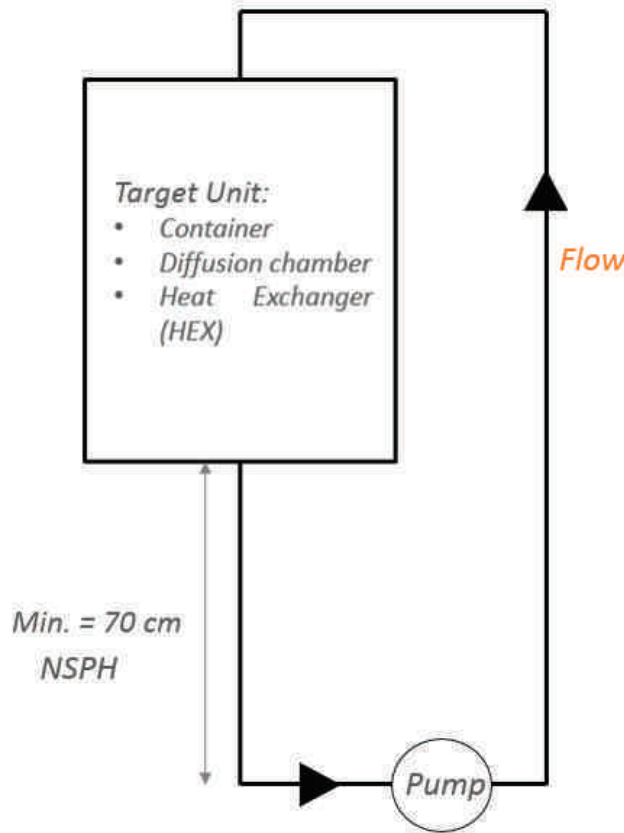 Target Unit:
• Container
• Diffusion chamber
• Heat Exchanger
(HEX)
Flow
Min. = 70 cm
NSPH
Pump